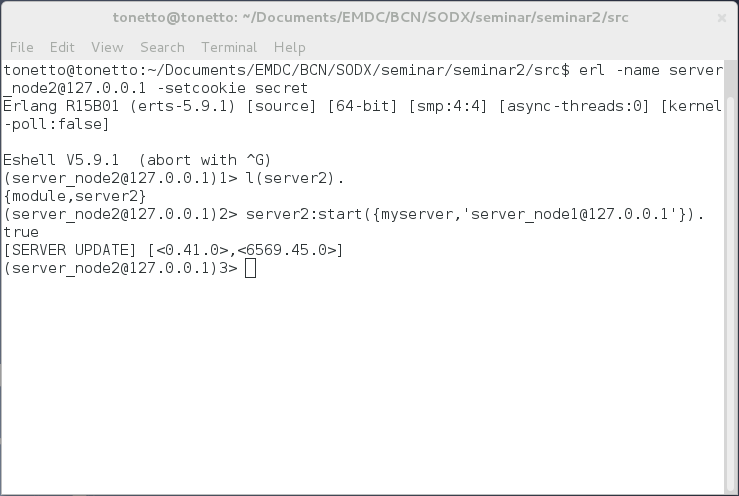 tonetto@tonetto: ~/Documents/EMDC/BCN/SODX/seminar/seminar2/src
File Edit View Search Terminal Help
tonetto@tonetto:~/Documents/EMDC/BCN/SODX/seminar/seminar2/src$ erl -name server
_node2@127.0.0.1 -setcookie secret
Erlang R15B01 (erts-5.9.1) [source] [64-bit] [smp:4:4] [async-threads:0] [kernel
-poll:false]
Eshell V5.9.1  (abort with ^G)
(server_node2@127.0.0.1)1> l(server2).
{module,server2}
(server_node2@127.0.0.1)2> server2:start({myserver,'server_node1@127.0.0.1'}).
true
[SERVER UPDATE] [<0.41.0>,<6569.45.0>]
(server_node2@127.0.0.1)3>